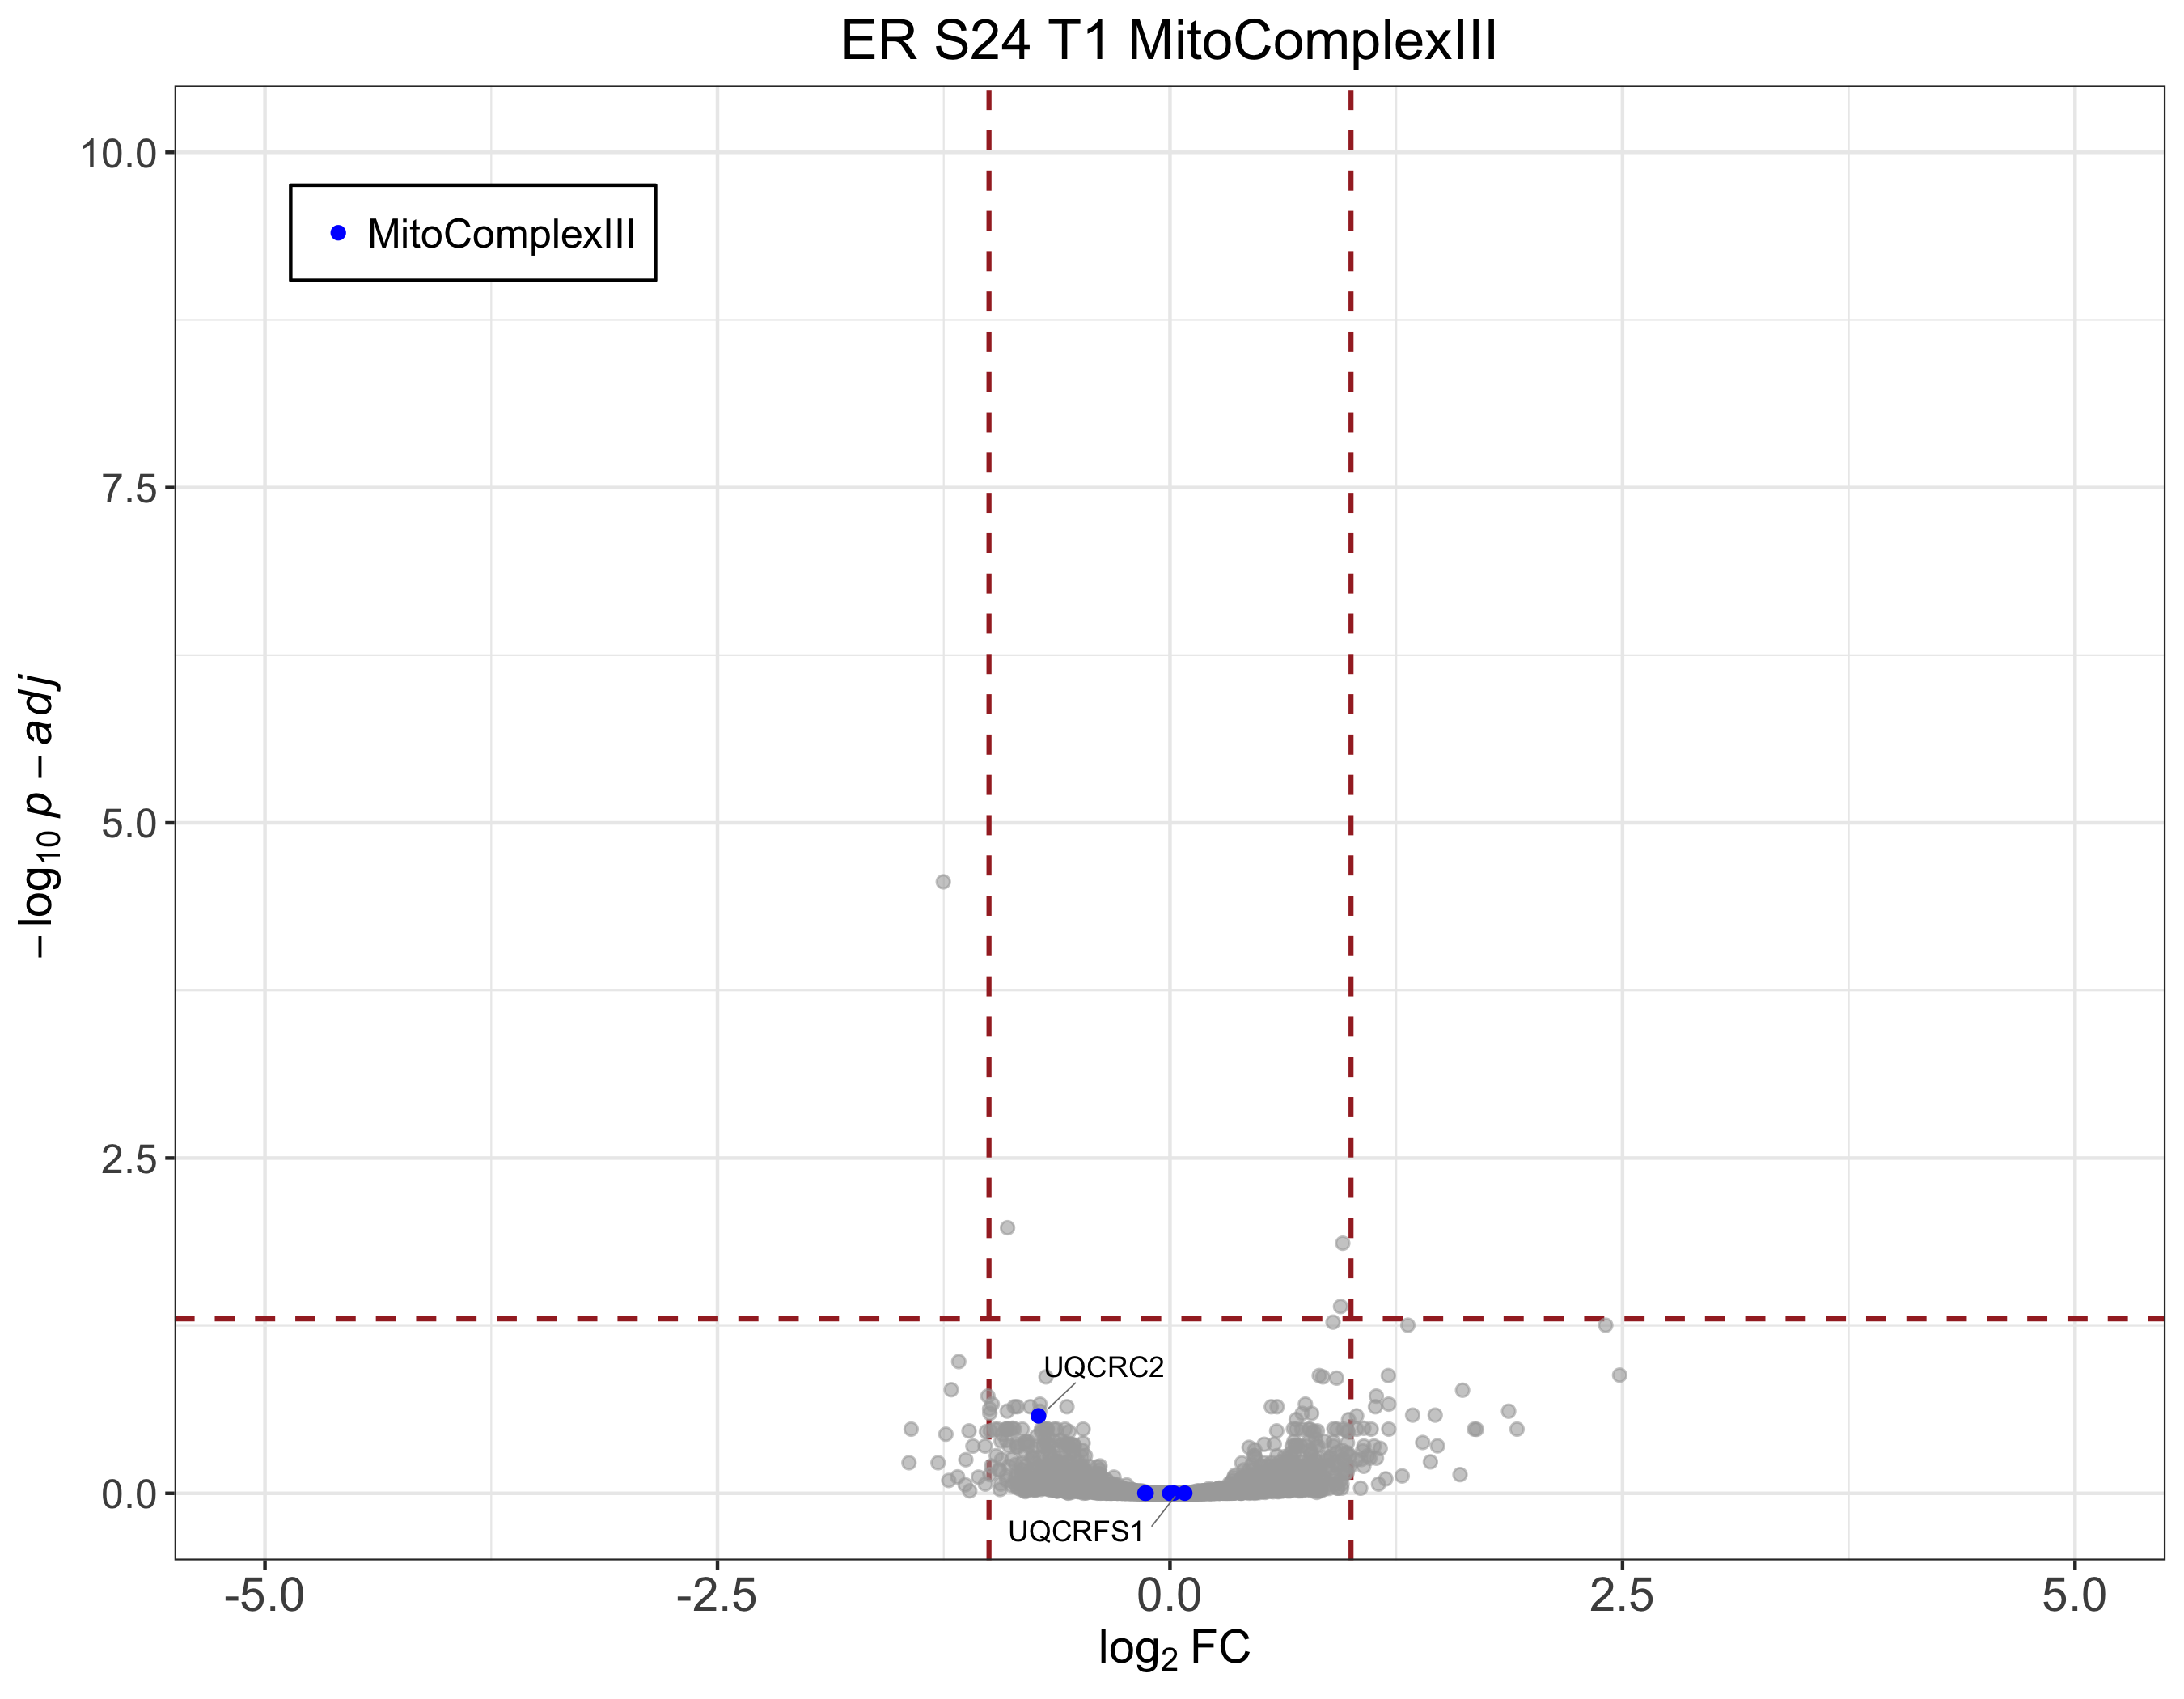 ER S24 T1 MitoComplexIII
10.0
MitoComplexIII
7.5
−log10 p − adj
5.0
2.5
UQCRC2
0.0
UQCRFS1
-5.0 -2.5 0.0 2.5 5.0
log2 FC